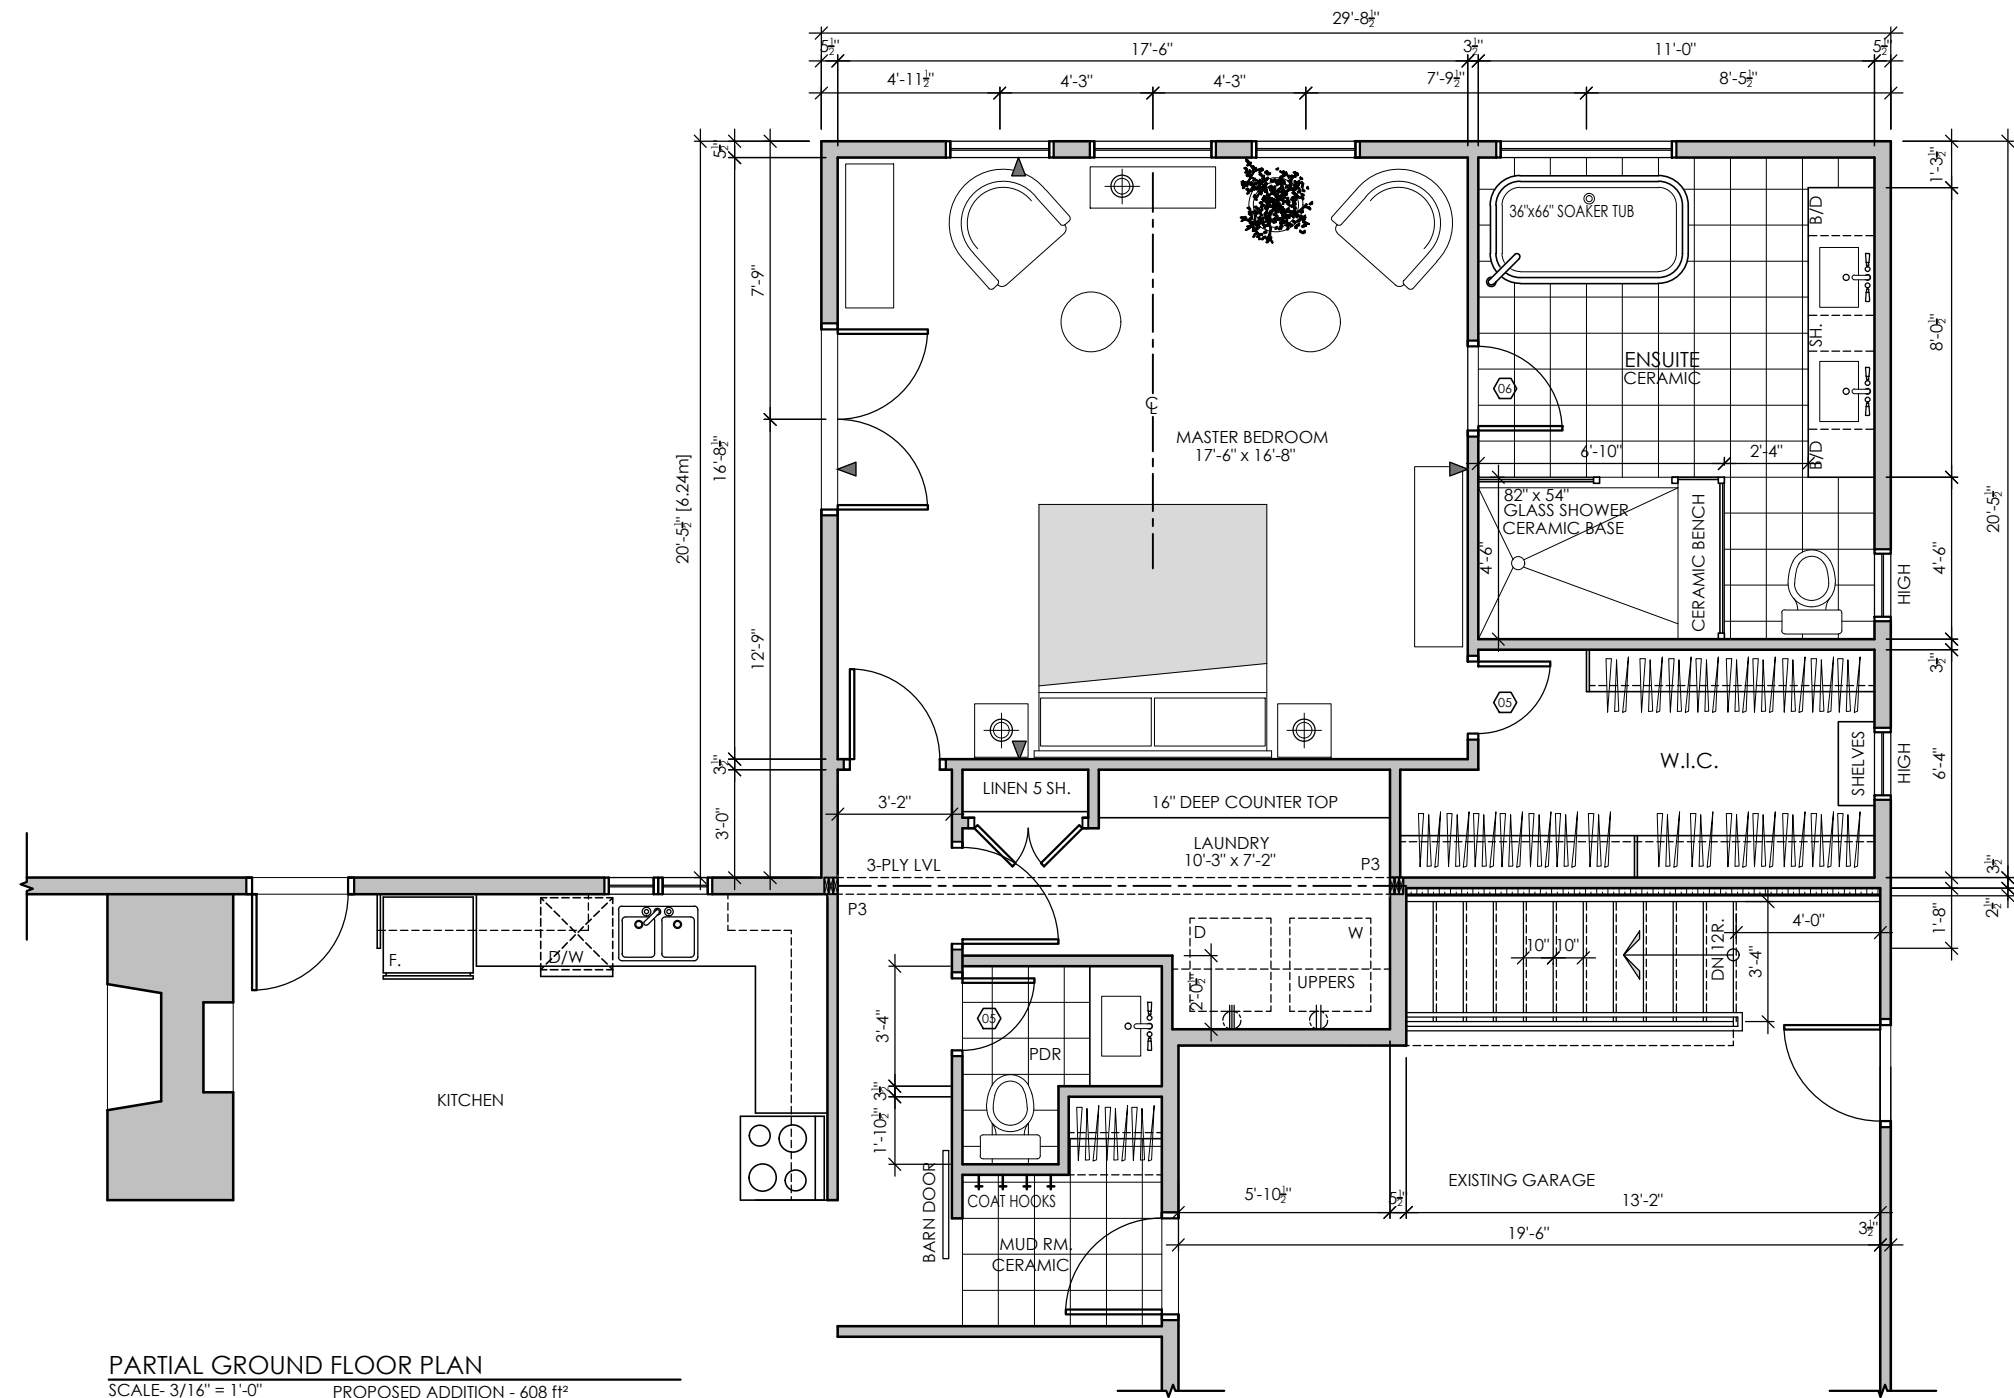 29'-8½"
5½"
17'-6"
3½"
11'-0"
5½"
4'-11½"
4'-3"
4'-3"
7'-9½"
8'-5½"
5½"
7'-9"
16'-8½"
20'-5½" [6.24m]
12'-9"
3½"
3'-0"
1'-3½"
8'-0½"
20'-5½"
4'-6"
3½"
6'-4"
3½"
2½"
1'-8"
36"x66" SOAKER TUB
B/D
SH.
B/D
ENSUITE
CERAMIC
06
6'-10"
2'-4"
℄
MASTER BEDROOM
17'-6" x 16'-8"
82" x 54"
GLASS SHOWER
CERAMIC BASE
4'-6"
CERAMIC BENCH
HIGH
05
W.I.C.
SHELVES
HIGH
3'-2"
LINEN 5 SH.
16" DEEP COUNTER TOP
LAUNDRY
10'-3" x 7'-2"
3-PLY LVL
P3
P3
D
W
UPPERS
2'-0½"
10"
10"
DN 12R.
3'-4"
4'-0"
F.
D/W
KITCHEN
3'-4"
3½"
1'-10½"
05
PDR
BARN DOOR
COAT HOOKS
MUD RM.
CERAMIC
EXISTING GARAGE
5'-10½"
5½"
13'-2"
19'-6"
3½"
PARTIAL GROUND FLOOR PLAN
SCALE- 3/16" = 1'-0"
PROPOSED ADDITION - 608 ft²